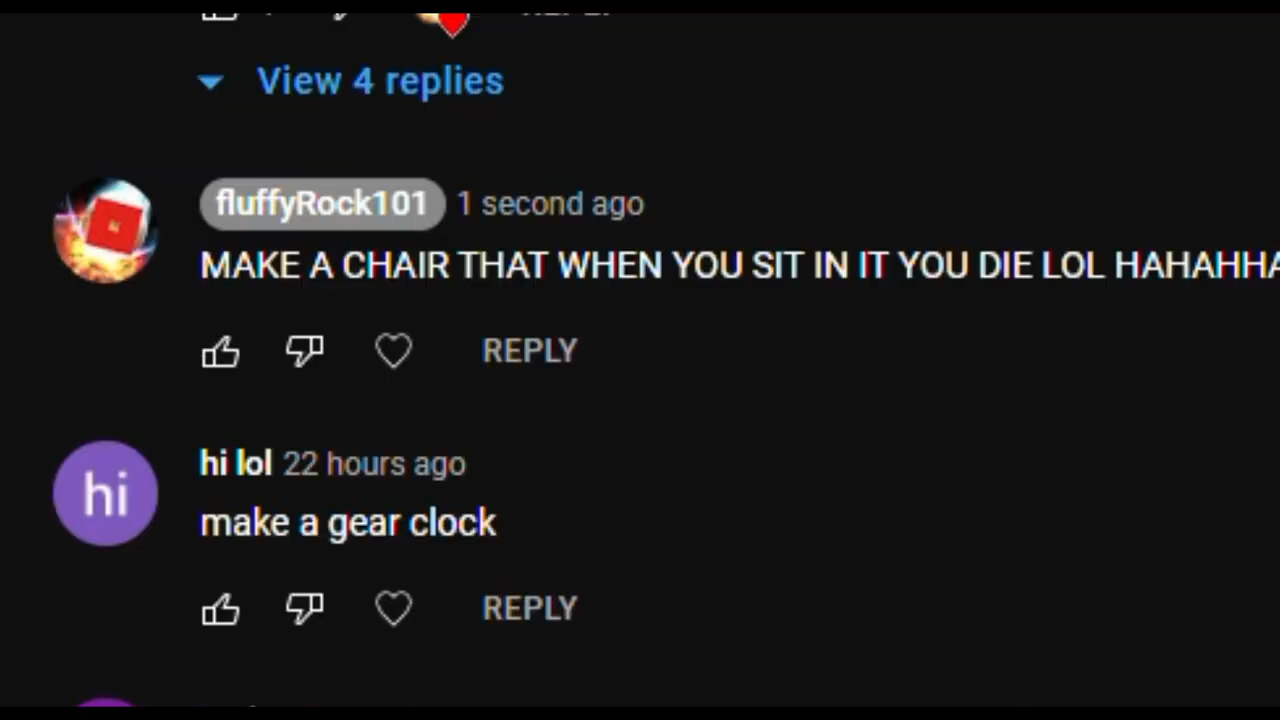 View 4 replies
fluffyRock101 1 second ago
MAKE A CHAIR THAT WHEN YOU SIT IN IT YOU DIE LOL HAHAHHA
REPLY
hi
hi lol 22 hours ago
make a gear clock
REPLY